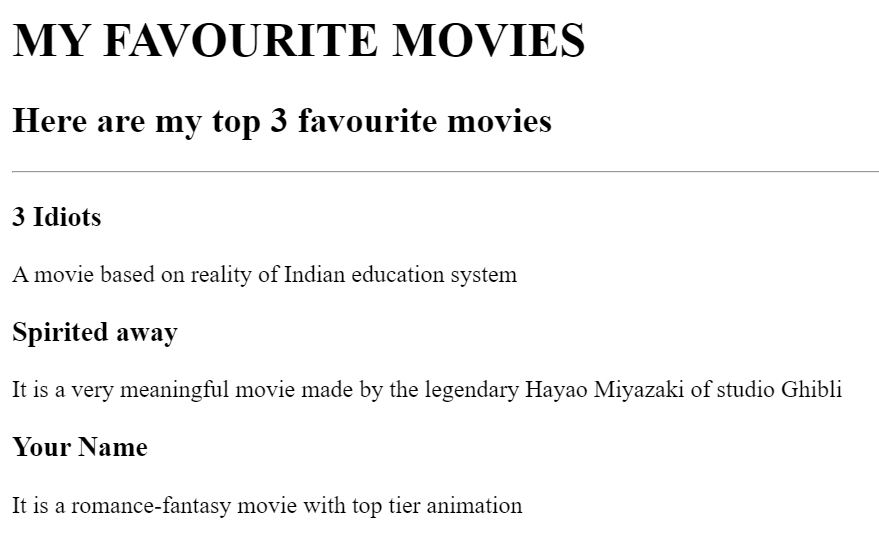 MY FAVOURITE MOVIES
Here are my top 3 favourite movies
3 Idiots
A movie based on reality of Indian education system
Spirited away
It is a very meaningful movie made by the legendary Hayao Miyazaki of studio Ghibli
Your Name
It is a romance-fantasy movie with top tier animation